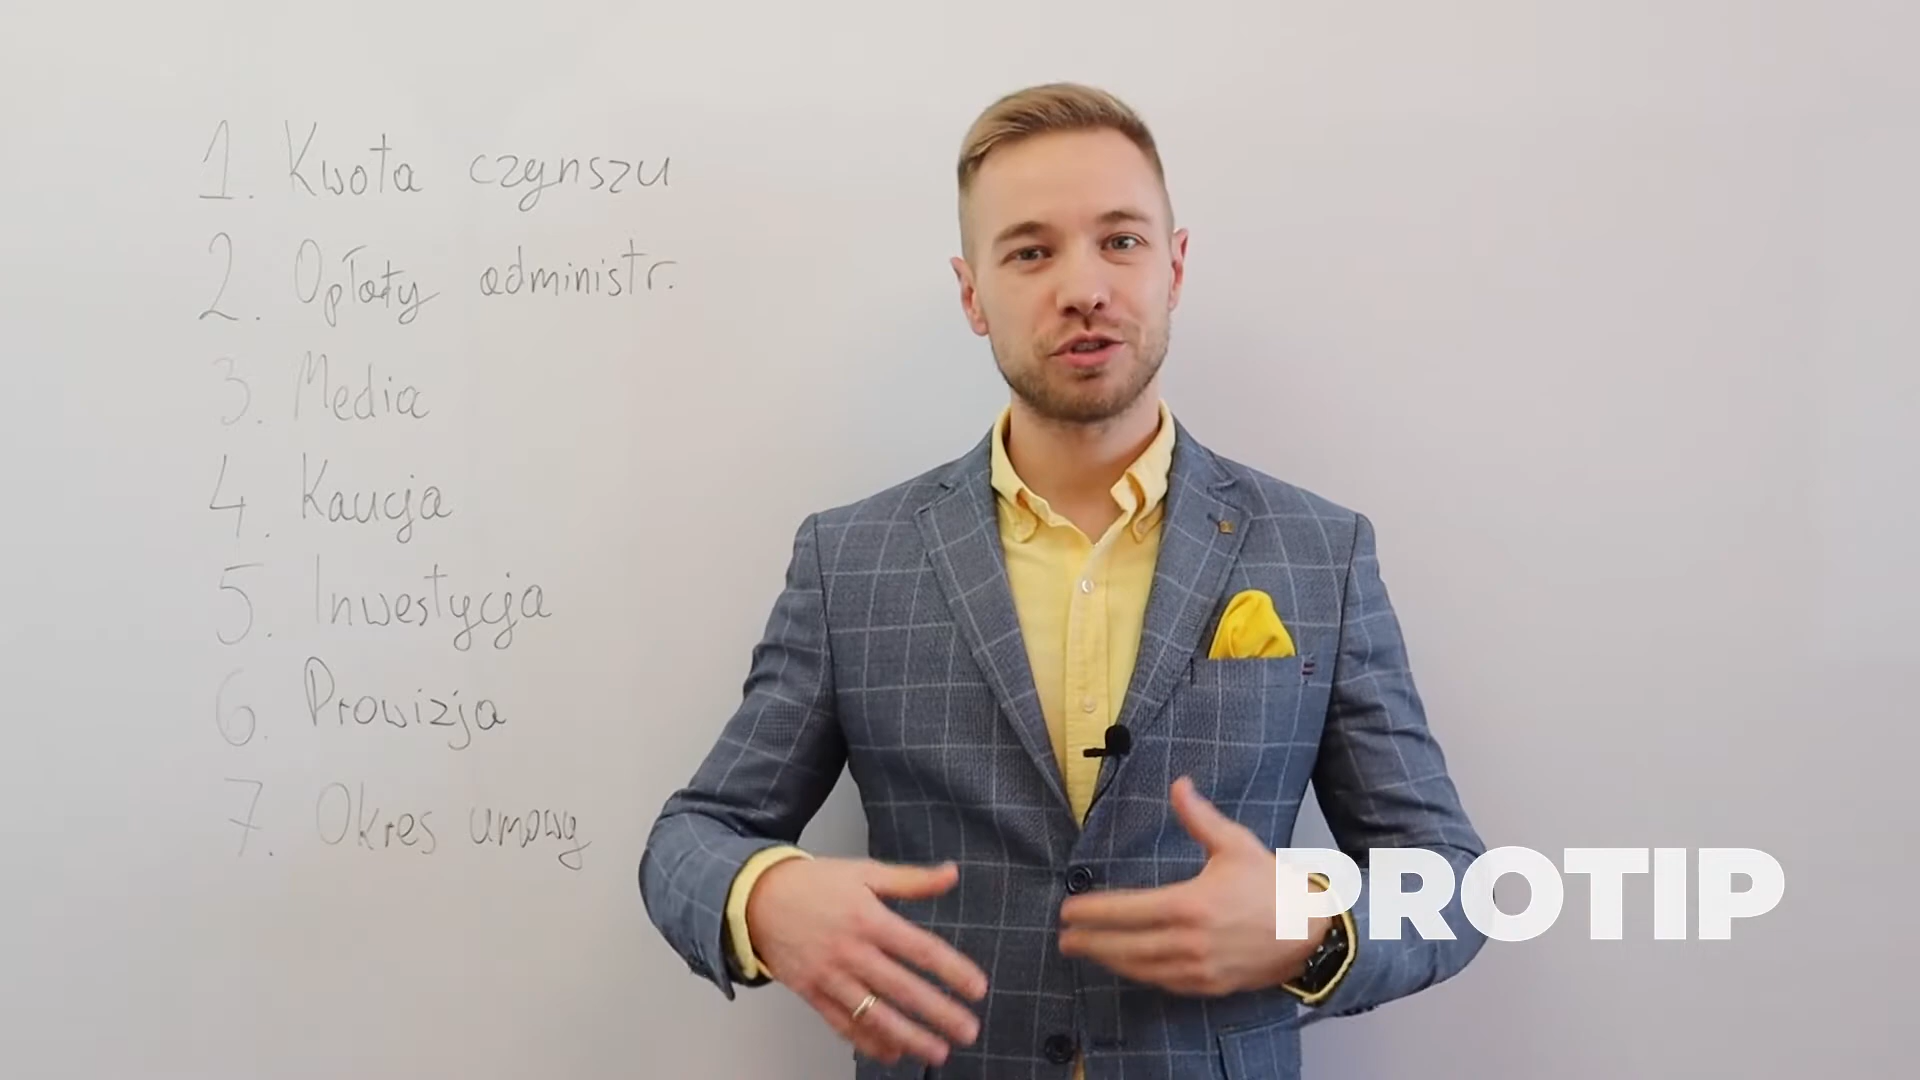 1. Kwota czynszu
2. Opłaty administr.
3. Media
4. Kaucja
5. Inwestycja
6. Prowizja
7. Okres umowy
PROTIP